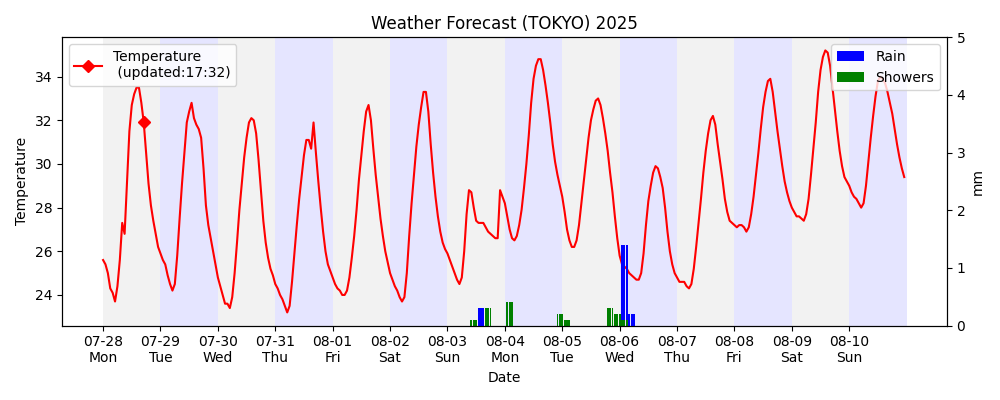 Weather Forecast (TOKYO) 2025
Temperature
(updated:17:32)
Rain
Showers
Temperature
34
32
30
28
26
24
5
4
3
2
1
0
mm
07-28 07-29 07-30 07-31 08-01 08-02 08-03 08-04 08-05 08-06 08-07 08-08 08-09 08-10
Mon Tue Wed Thu Fri Sat Sun Mon Tue Wed Thu Fri Sat Sun
Date